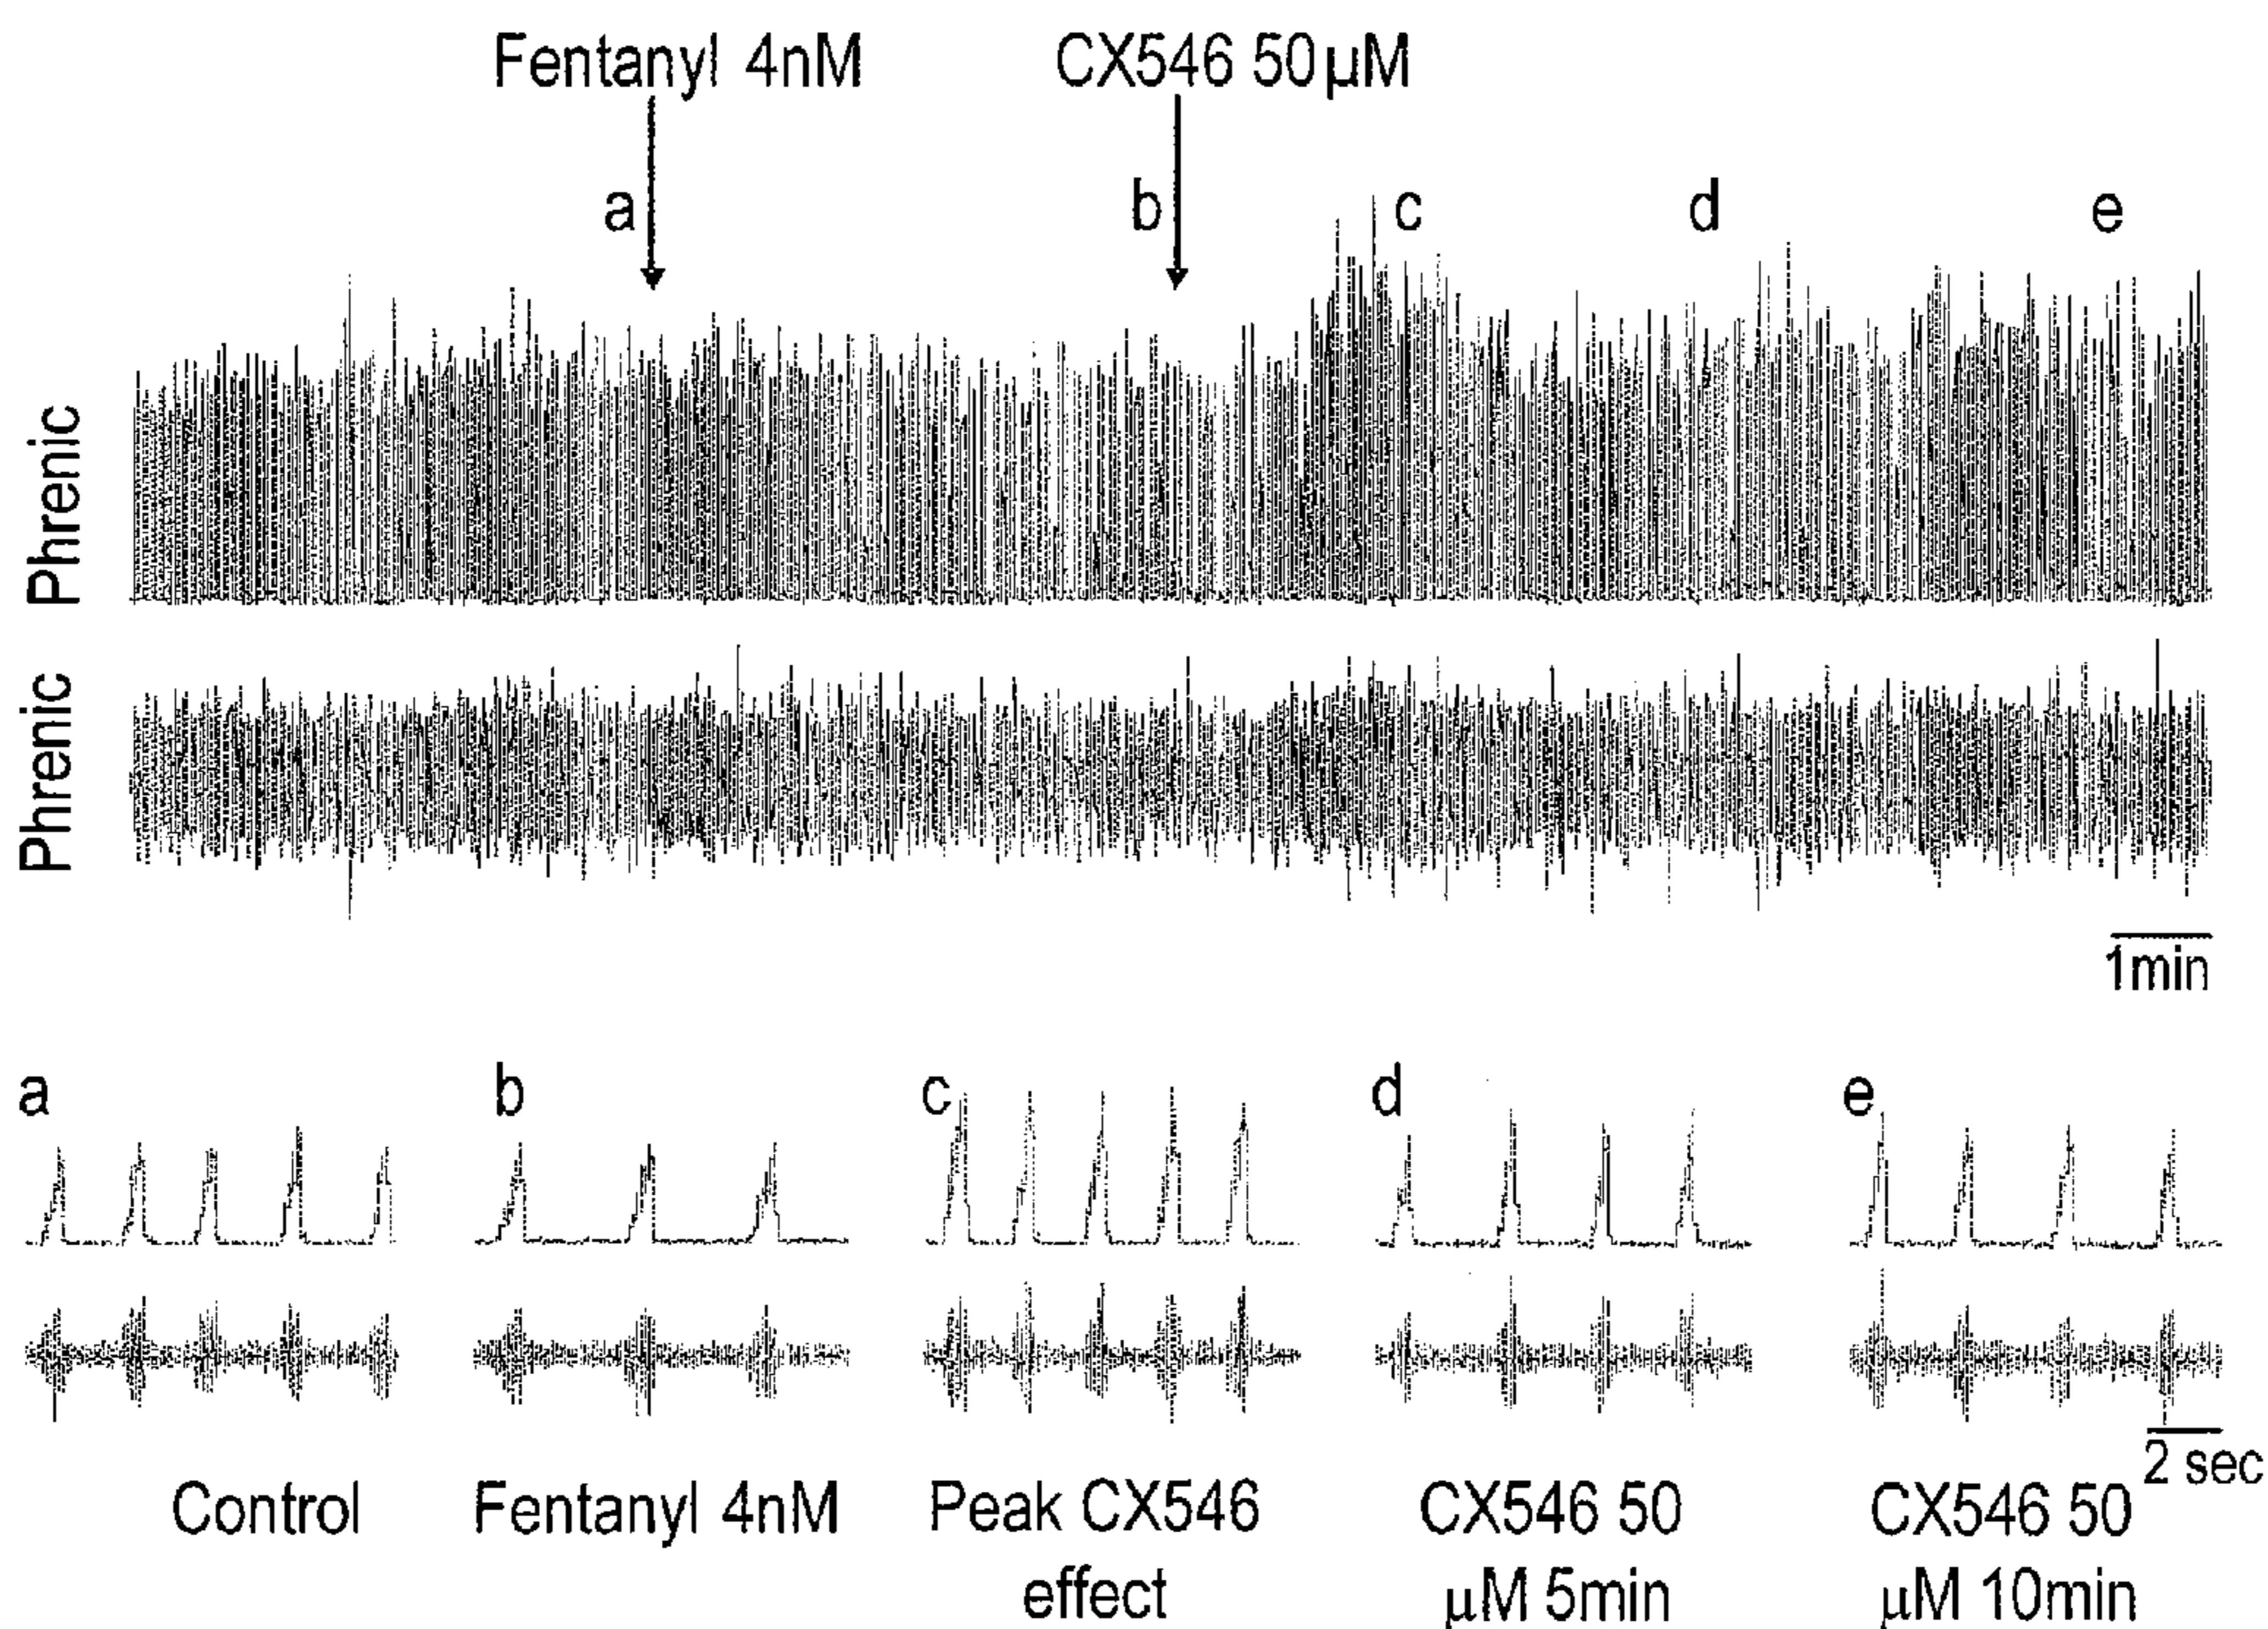 Fentanyl 4nM
CX546 50μM
a
b
c
d
e
Phrenic
Phrenic
1min
a
b
c
d
e
2 sec
Control
Fentanyl 4nM
Peak CX546
effect
CX546 50
μM 5min
CX546 50
μM 10min